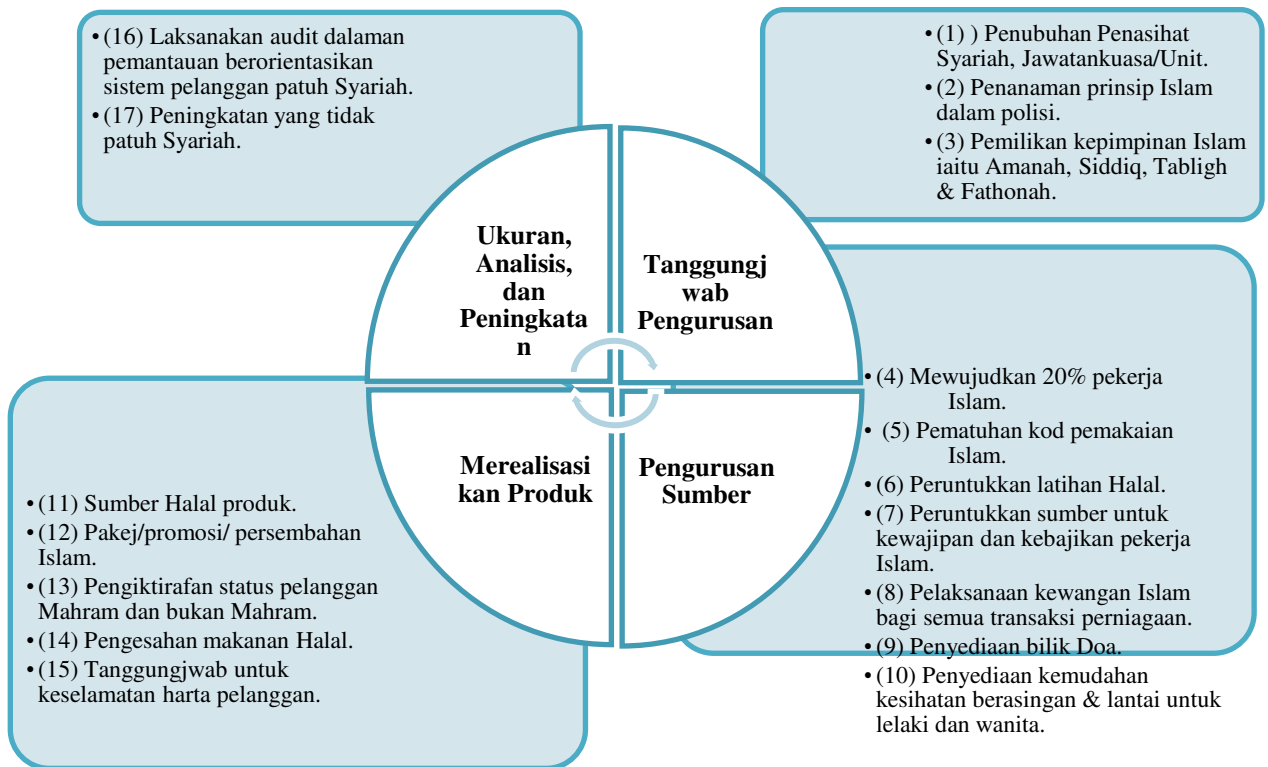 • (16) Laksanakan audit dalaman
pemantauan berorientasikan
sistem pelanggan patuh Syariah.
• (17) Peningkatan yang tidak
patuh Syariah.
• (1) ) Penubuhan Penasihat
Syariah, Jawatankuasa/Unit.
• (2) Penanaman prinsip Islam
dalam polisi.
• (3) Pemilikan kepimpinan Islam
iaitu Amanah, Siddiq, Tabligh
& Fathonah.
Ukuran,
Analisis,
dan
Peningkata
n
Tanggungj
wab
Pengurusan
Merealisasi
kan Produk
Pengurusan
Sumber
• (4) Mewujudkan 20% pekerja
Islam.
• (5) Pematuhan kod pemakaian
Islam.
• (6) Peruntukkan latihan Halal.
• (7) Peruntukkan sumber untuk
kewajipan dan kebajikan pekerja
Islam.
• (8) Pelaksanaan kewangan Islam
bagi semua transaksi perniagaan.
• (9) Penyediaan bilik Doa.
• (10) Penyediaan kemudahan
kesihatan berasingan & lantai untuk
lelaki dan wanita.
• (11) Sumber Halal produk.
• (12) Pakej/promosi/ persembahan
Islam.
• (13) Pengiktirafan status pelanggan
Mahram dan bukan Mahram.
• (14) Pengesahan makanan Halal.
• (15) Tanggungjwab untuk
keselamatan harta pelanggan.